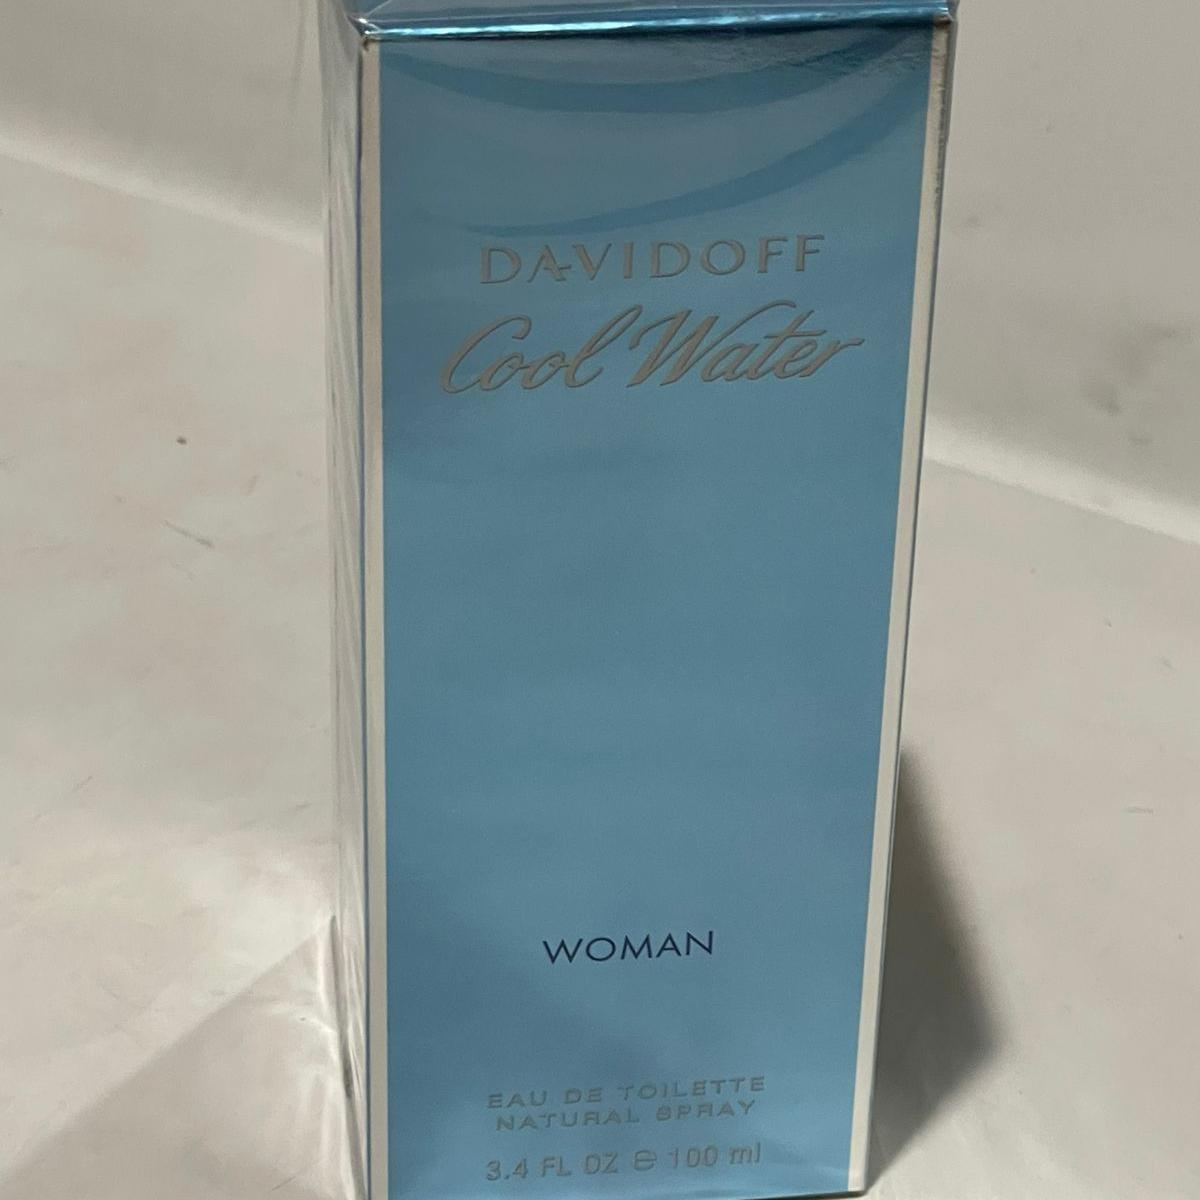 DAVIDOFF
Cool Water
WOMAN
EAU DE TOILETTE
NATURAL SPRAY
3.4 FL OZ ℮ 100 ml